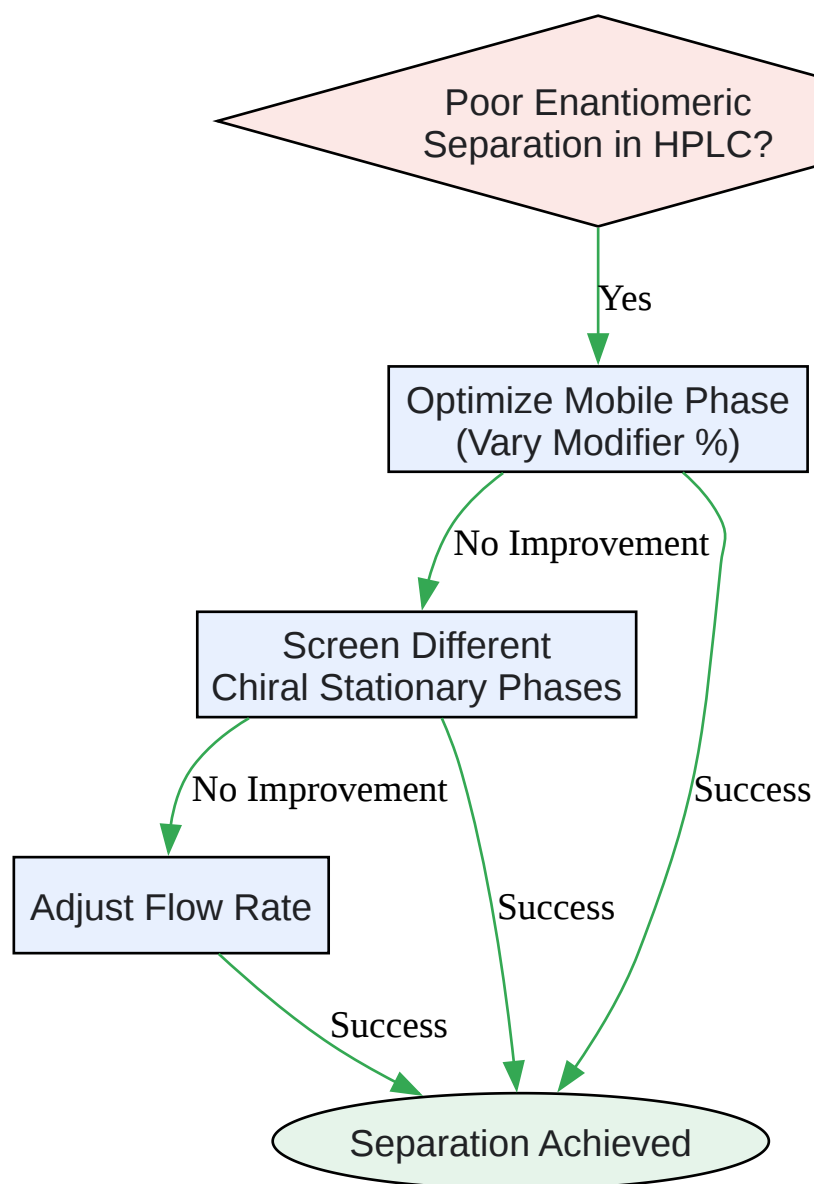 Poor Enantiomeric
Separation in HPLC?
Yes
Optimize Mobile Phase
(Vary Modifier %)
No Improvement
Screen Different
Chiral Stationary Phases
No Improvement
Success
Adjust Flow Rate
Success
Success
Separation Achieved